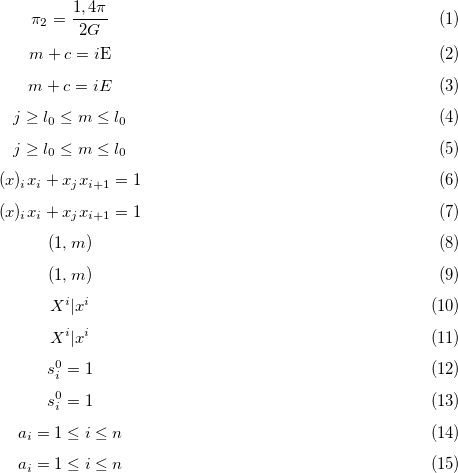 π₂ = 1,4π / 2G (1)
m + c = iE (2)
m + c = iE (3)
j ≥ l₀ ≤ m ≤ l₀ (4)
j ≥ l₀ ≤ m ≤ l₀ (5)
(x)ᵢxᵢ + xⱼxᵢ₊₁ = 1 (6)
(x)ᵢxᵢ + xⱼxᵢ₊₁ = 1 (7)
(1, m) (8)
(1, m) (9)
Xⁱ|xⁱ (10)
Xⁱ|xⁱ (11)
sᵢ⁰ = 1 (12)
sᵢ⁰ = 1 (13)
aᵢ = 1 ≤ i ≤ n (14)
aᵢ = 1 ≤ i ≤ n (15)